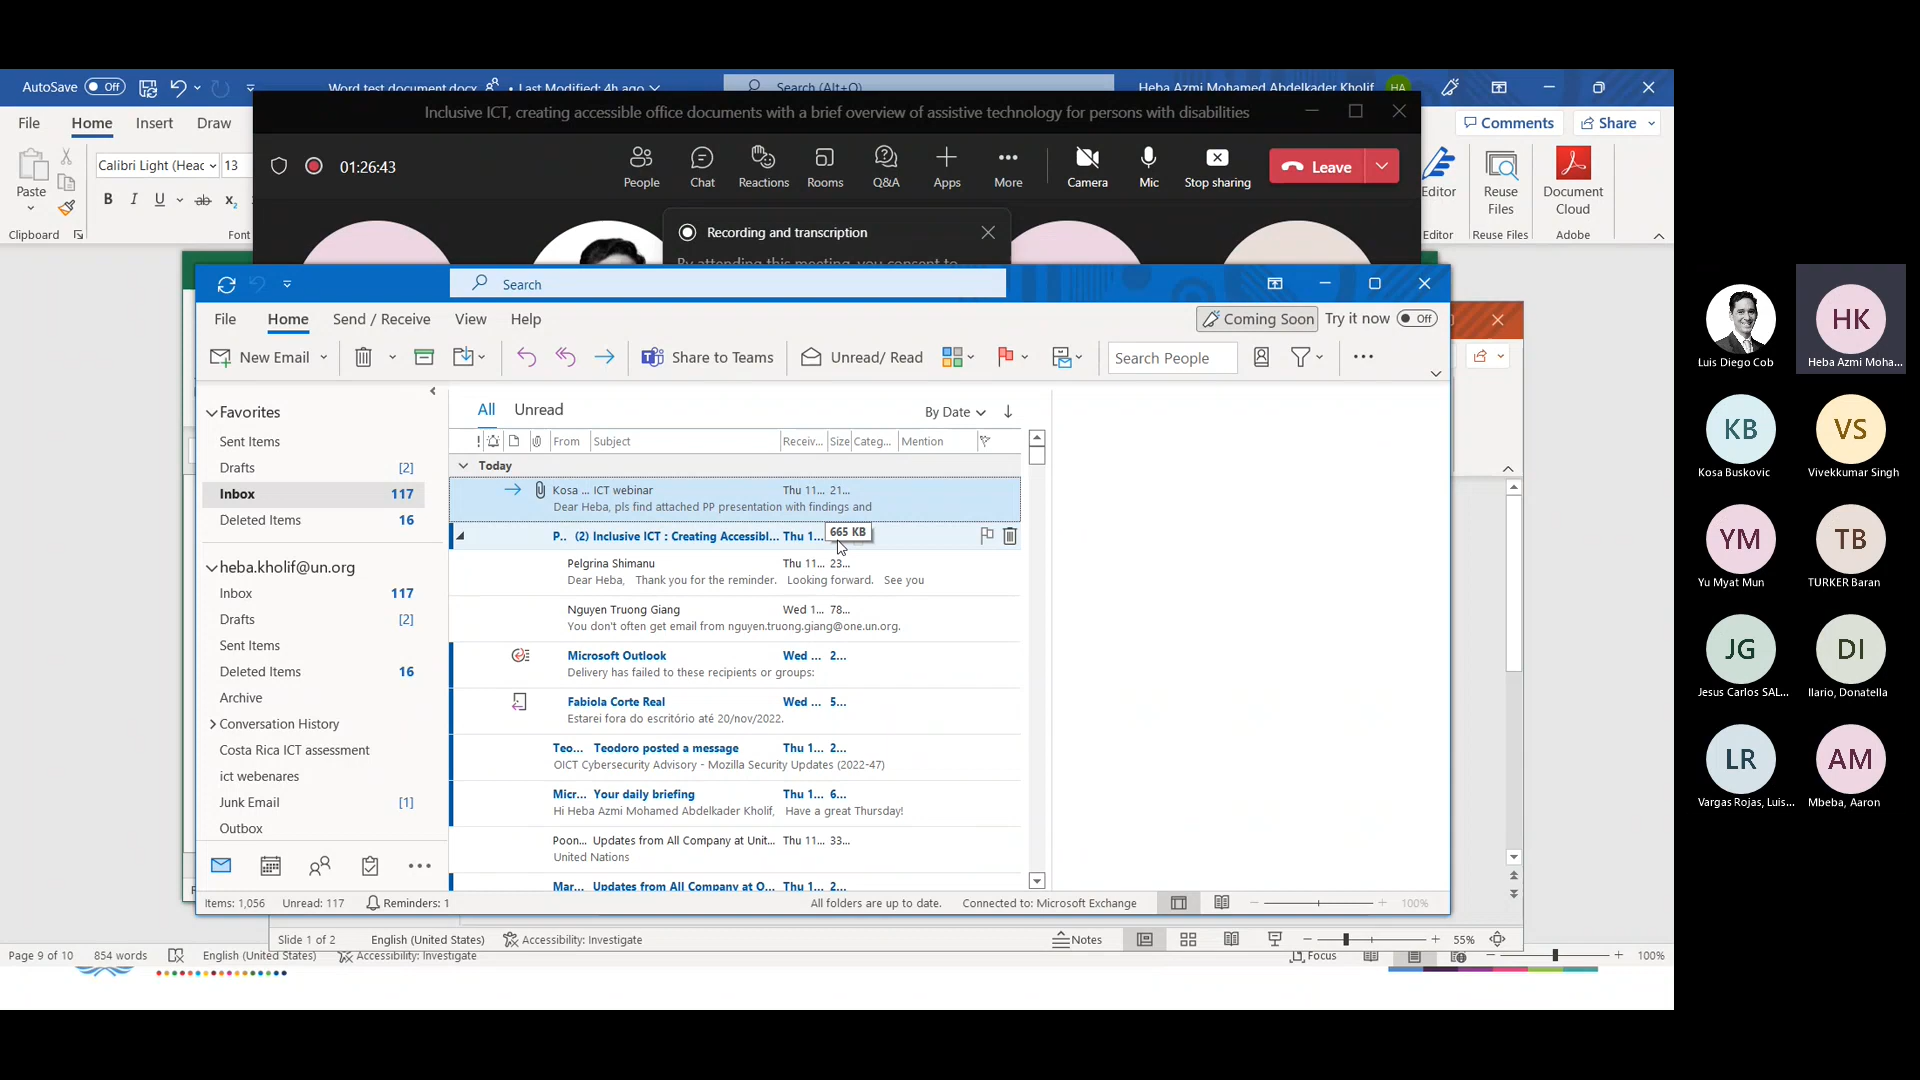 AutoSave Off Word test document.docx • Last Modified: 4h ago Search (Alt+Q) Heba Azmi Mohamed Abdelkader Kholif HA
Inclusive ICT, creating accessible office documents with a brief overview of assistive technology for persons with disabilities
File Home Insert Draw Comments Share
01:26:43 People Chat Reactions Rooms Q&A Apps More Camera Mic Stop sharing Leave
Calibri Light (Heac 13
Paste
B I U ab x₂
Editor Reuse Files Document Cloud
Clipboard Font Editor Reuse Files Adobe
Recording and transcription
By attending this meeting, you consent to
Search
File Home Send / Receive View Help Coming Soon Try it now Off
New Email Share to Teams Unread/ Read Search People
All Unread By Date
! From Subject Receiv... Size Categ... Mention
Today
Kosa ... ICT webinar Thu 11... 21...
Dear Heba, pls find attached PP presentation with findings and
P.. (2) Inclusive ICT : Creating Accessibl... Thu 1...
665 KB
Pelgrina Shimanu Thu 11... 23...
Dear Heba, Thank you for the reminder. Looking forward. See you
Nguyen Truong Giang Wed 1... 78...
You don't often get email from nguyen.truong.giang@one.un.org.
Microsoft Outlook Wed ... 2...
Delivery has failed to these recipients or groups:
Fabiola Corte Real Wed ... 5...
Estarei fora do escritório até 20/nov/2022.
Teo... Teodoro posted a message Thu 1... 2...
OICT Cybersecurity Advisory - Mozilla Security Updates (2022-47)
Micr... Your daily briefing Thu 1... 6...
Hi Heba Azmi Mohamed Abdelkader Kholif, Have a great Thursday!
Poon... Updates from All Company at Unit... Thu 11... 33...
United Nations
Mar... Updates from All Company at O... Thu 1... 2...
Favorites
Sent Items
Drafts [2]
Inbox 117
Deleted Items 16
heba.kholif@un.org
Inbox 117
Drafts [2]
Sent Items
Deleted Items 16
Archive
Conversation History
Costa Rica ICT assessment
ict webenares
Junk Email [1]
Outbox
Items: 1,056 Unread: 117 Reminders: 1 All folders are up to date. Connected to: Microsoft Exchange 100%
Slide 1 of 2 English (United States) Accessibility: Investigate Notes 55%
Page 9 of 10 854 words English (United States) Accessibility: Investigate Focus 100%
HK
Luis Diego Cob Heba Azmi Moha...
KB VS
Kosa Buskovic Vivekkumar Singh
YM TB
Yu Myat Mun TURKER Baran
JG DI
Jesus Carlos SAL... Ilario, Donatella
LR AM
Vargas Rojas, Luis... Mbeba, Aaron